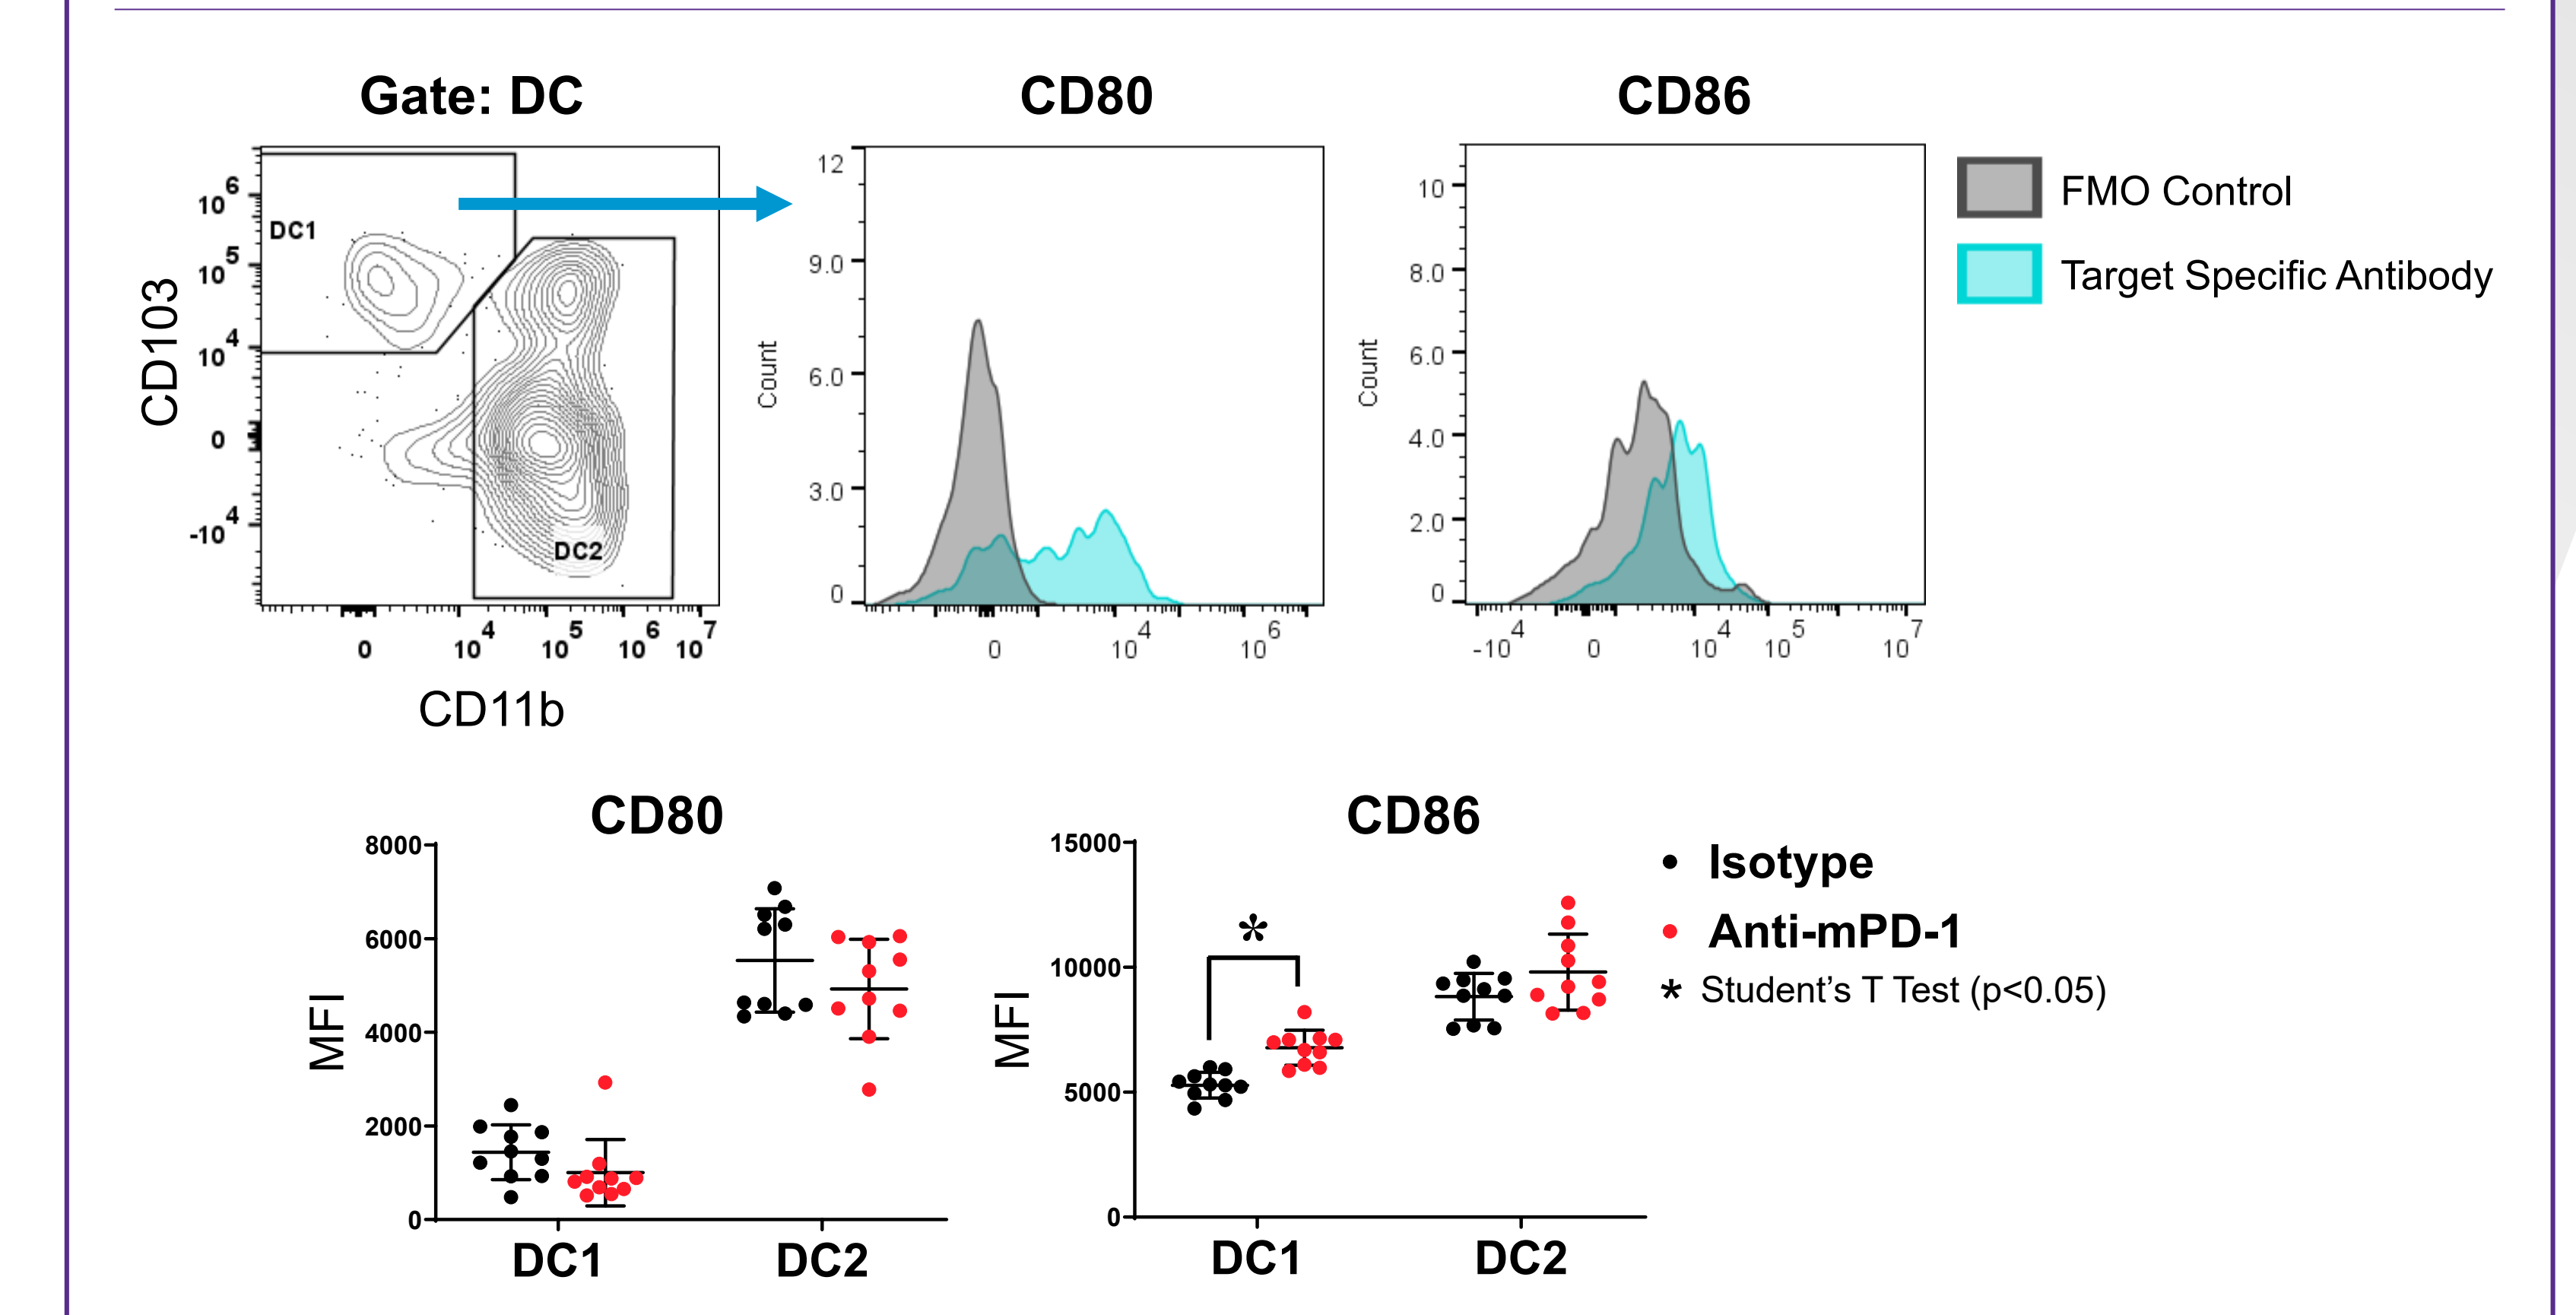 Gate: DC
CD103
10^6
10^5
10^4
0
-10^4
DC1
DC2
0
10^4
10^5
10^6
10^7
CD11b
CD80
Count
12
9.0
6.0
3.0
0
0
10^4
10^6
CD86
Count
10
8.0
6.0
4.0
2.0
0
-10^4
0
10^4
10^5
10^7
FMO Control
Target Specific Antibody
CD80
MFI
8000
6000
4000
2000
0
DC1
DC2
CD86
MFI
15000
10000
5000
0
*
DC1
DC2
Isotype
Anti-mPD-1
* Student’s T Test (p<0.05)